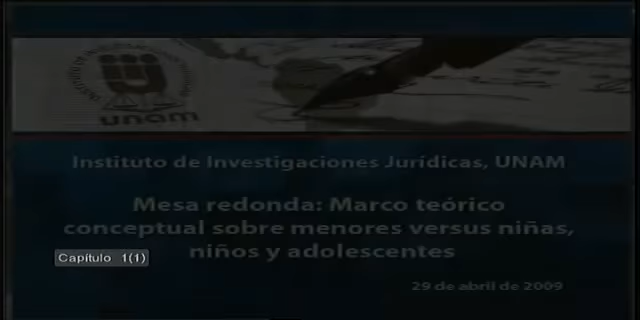 unam
Instituto de Investigaciones Jurídicas, UNAM
Mesa redonda: Marco teórico
conceptual sobre menores versus niñas,
niños y adolescentes
Capítulo 1(1)
29 de abril de 2009